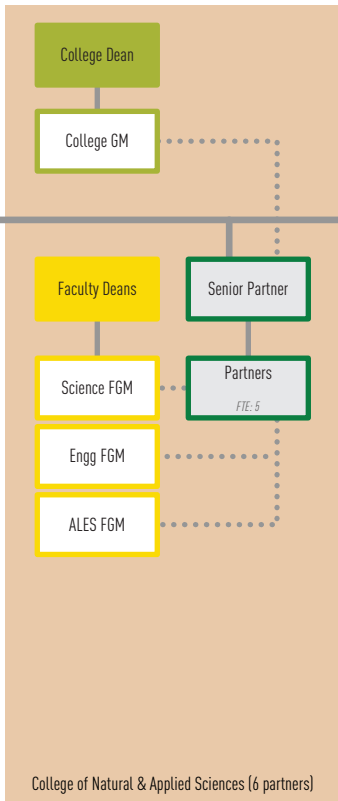 College Dean
College GM
Faculty Deans
Senior Partner
Science FGM
Partners
FTE: 5
Engg FGM
ALES FGM
College of Natural & Applied Sciences (6 partners)